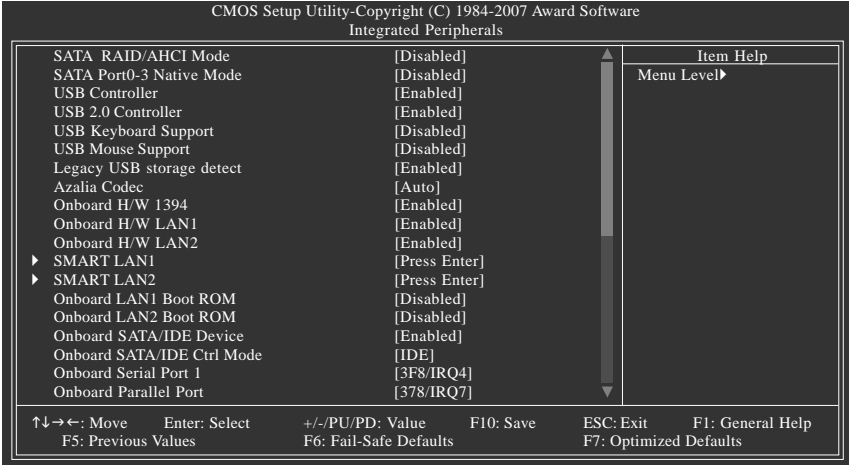 CMOS Setup Utility-Copyright (C) 1984-2007 Award Software
Integrated Peripherals
SATA RAID/AHCI Mode [Disabled]
SATA Port0-3 Native Mode [Disabled]
USB Controller [Enabled]
USB 2.0 Controller [Enabled]
USB Keyboard Support [Disabled]
USB Mouse Support [Disabled]
Legacy USB storage detect [Enabled]
Azalia Codec [Auto]
Onboard H/W 1394 [Enabled]
Onboard H/W LAN1 [Enabled]
Onboard H/W LAN2 [Enabled]
SMART LAN1 [Press Enter]
SMART LAN2 [Press Enter]
Onboard LAN1 Boot ROM [Disabled]
Onboard LAN2 Boot ROM [Disabled]
Onboard SATA/IDE Device [Enabled]
Onboard SATA/IDE Ctrl Mode [IDE]
Onboard Serial Port 1 [3F8/IRQ4]
Onboard Parallel Port [378/IRQ7]
Item Help
Menu Level
↑↓→←: Move Enter: Select +/-/PU/PD: Value F10: Save ESC: Exit F1: General Help
F5: Previous Values F6: Fail-Safe Defaults F7: Optimized Defaults